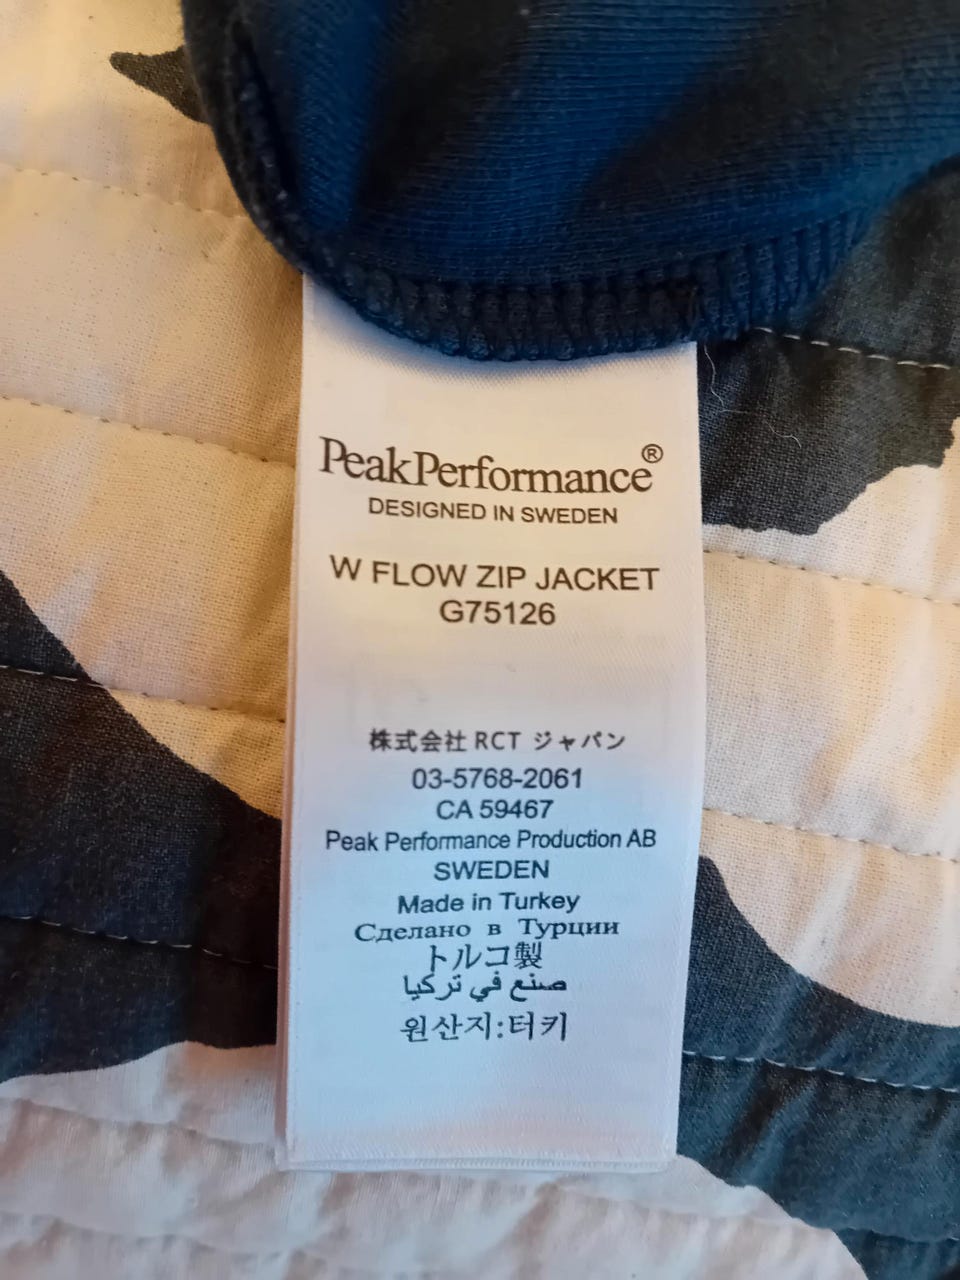 PeakPerformance®
DESIGNED IN SWEDEN
W FLOW ZIP JACKET
G75126
株式会社 RCT ジャパン
03-5768-2061
CA 59467
Peak Performance Production AB
SWEDEN
Made in Turkey
Сделано в Турции
トルコ製
صنع في تركيا
원산지:터키